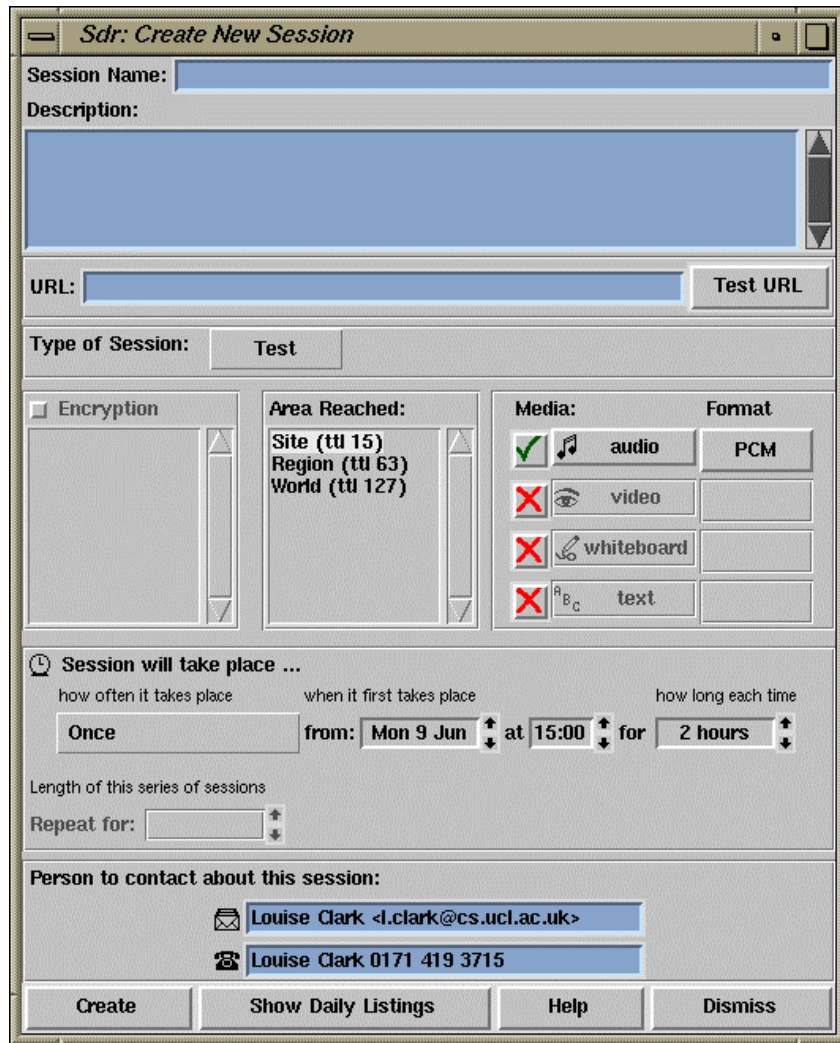 Sdr: Create New Session
Session Name:
Description:
URL: Test URL
Type of Session: Test
Encryption
Area Reached:
Site (ttl 15)
Region (ttl 63)
World (ttl 127)
Media: Format
audio PCM
video
whiteboard
ABC text
Session will take place ...
how often it takes place when it first takes place how long each time
Once from: Mon 9 Jun at 15:00 for 2 hours
Length of this series of sessions
Repeat for:
Person to contact about this session:
Louise Clark <l.clark@cs.ucl.ac.uk>
Louise Clark 0171 419 3715
Create Show Daily Listings Help Dismiss